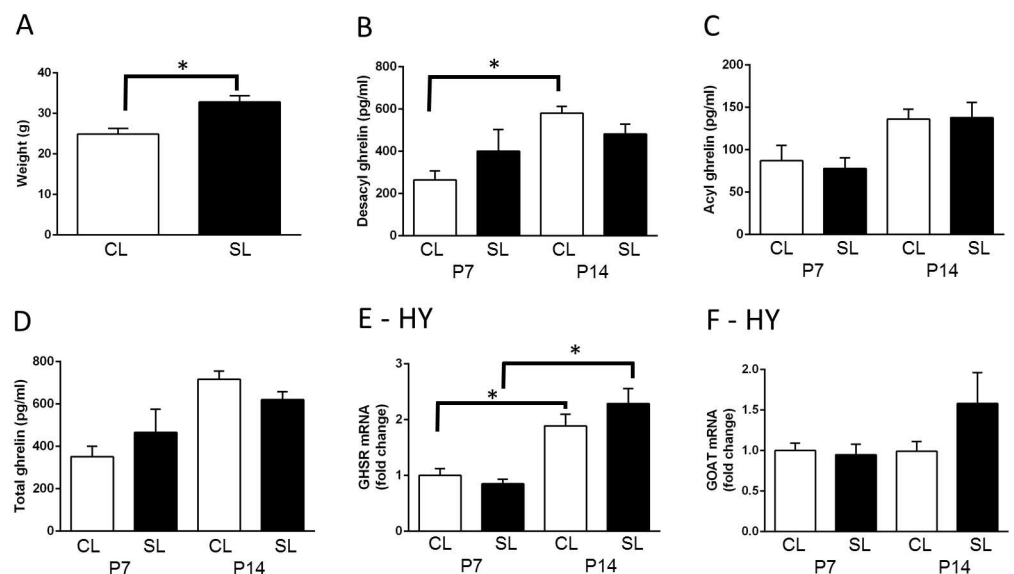 A
Weight (g)
40
30
20
10
0
*
CL SL
B
Desacyl ghrelin (pg/ml)
800
600
400
200
0
*
CL SL CL SL
P7 P14
C
Acyl ghrelin (pg/ml)
200
150
100
50
0
CL SL CL SL
P7 P14
D
Total ghrelin (pg/ml)
800
600
400
200
0
CL SL CL SL
P7 P14
E - HY
GHSR mRNA
(fold change)
3
2
1
0
*
*
CL SL CL SL
P7 P14
F - HY
GOAT mRNA
(fold change)
2.0
1.5
1.0
0.5
0.0
CL SL CL SL
P7 P14